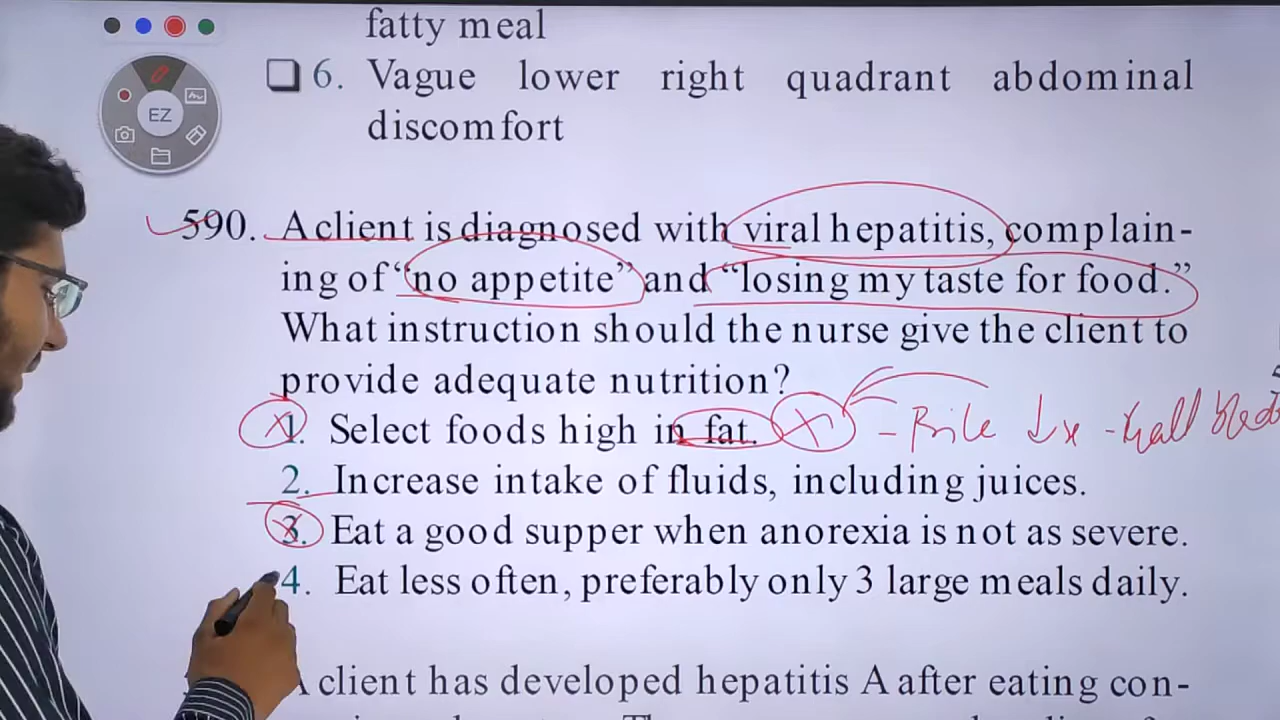 fatty meal
6. Vague lower right quadrant abdominal
discomfort
EZ
590. A client is diagnosed with viral hepatitis, complain-
ing of "no appetite" and "losing my taste for food."
What instruction should the nurse give the client to
provide adequate nutrition?
1. Select foods high in fat. X - Bile ↓x -
2. Increase intake of fluids, including juices.
3. Eat a good supper when anorexia is not as severe.
4. Eat less often, preferably only 3 large meals daily.
A client has developed hepatitis A after eating con-